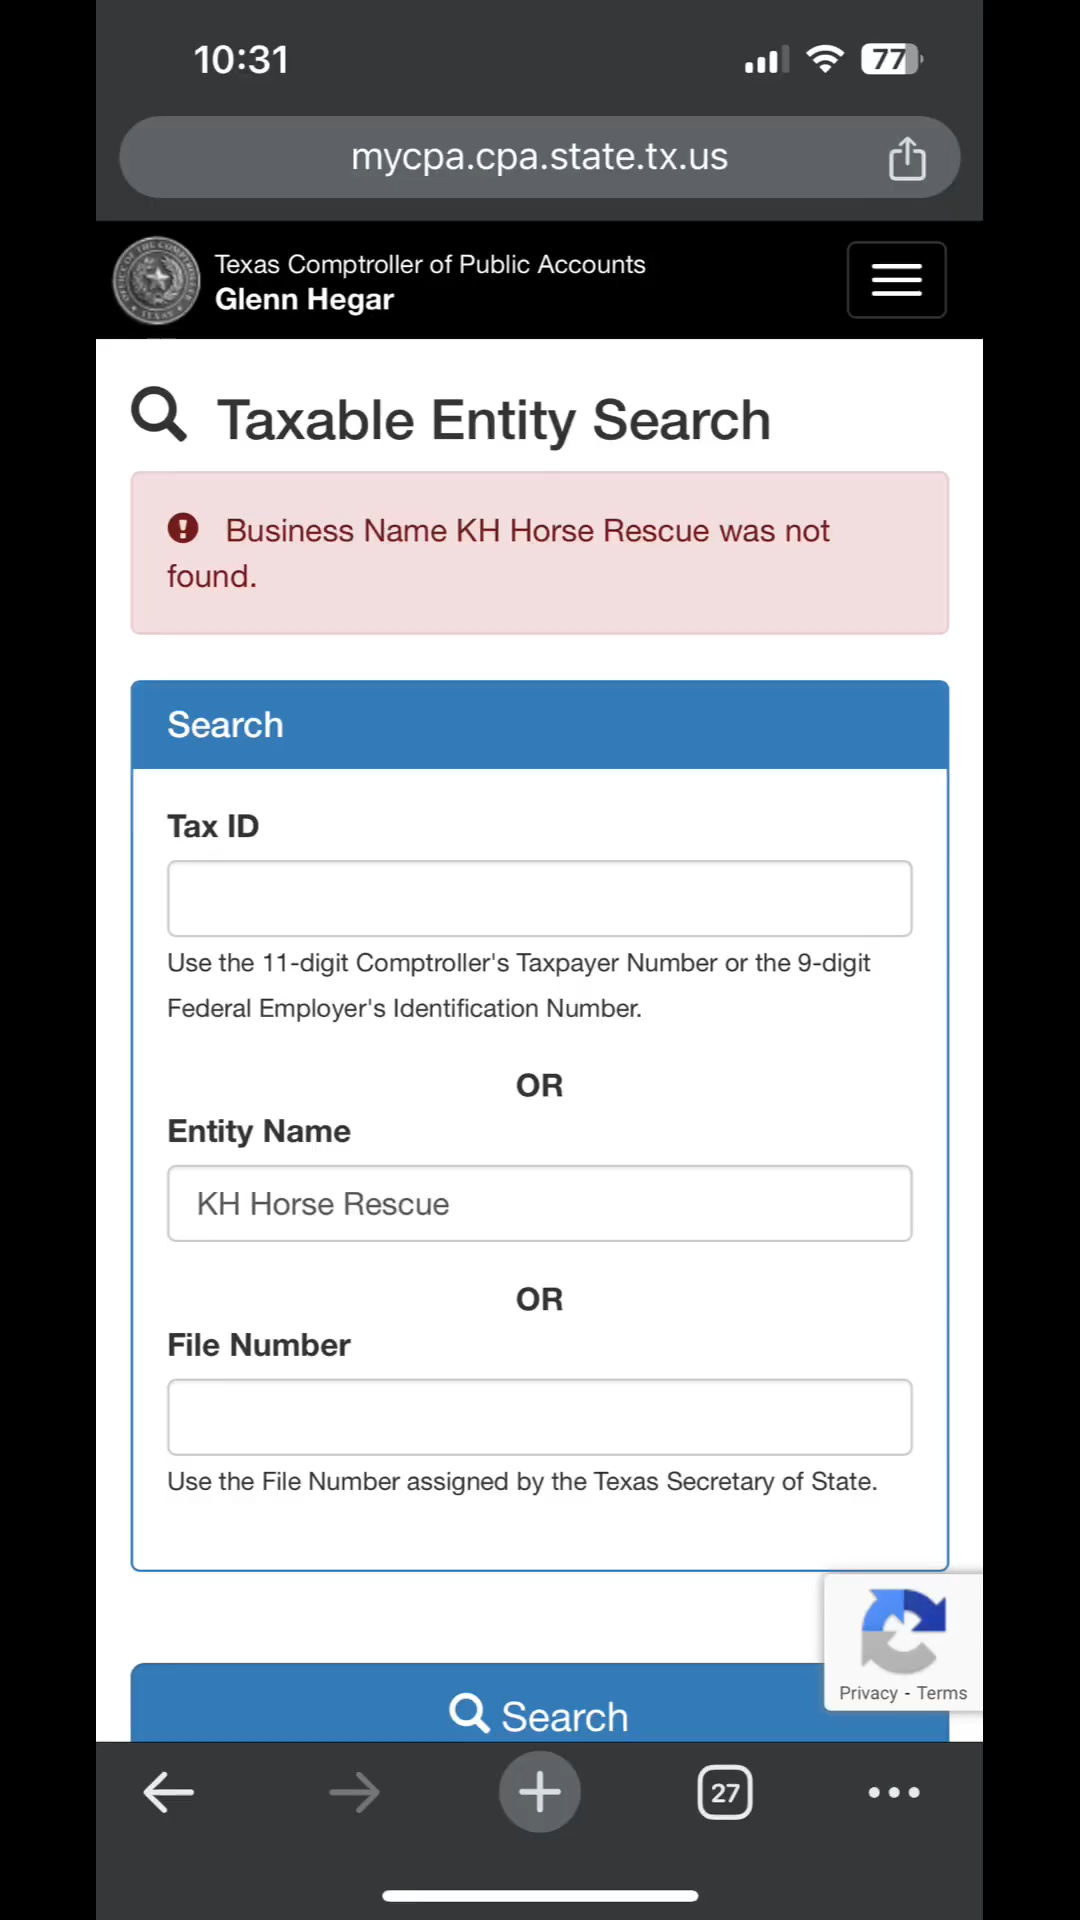 10:31
77
mycpa.cpa.state.tx.us
Texas Comptroller of Public Accounts
Glenn Hegar
Taxable Entity Search
Business Name KH Horse Rescue was not
found.
Search
Tax ID
Use the 11-digit Comptroller's Taxpayer Number or the 9-digit
Federal Employer's Identification Number.
OR
Entity Name
KH Horse Rescue
OR
File Number
Use the File Number assigned by the Texas Secretary of State.
Privacy - Terms
Search
27